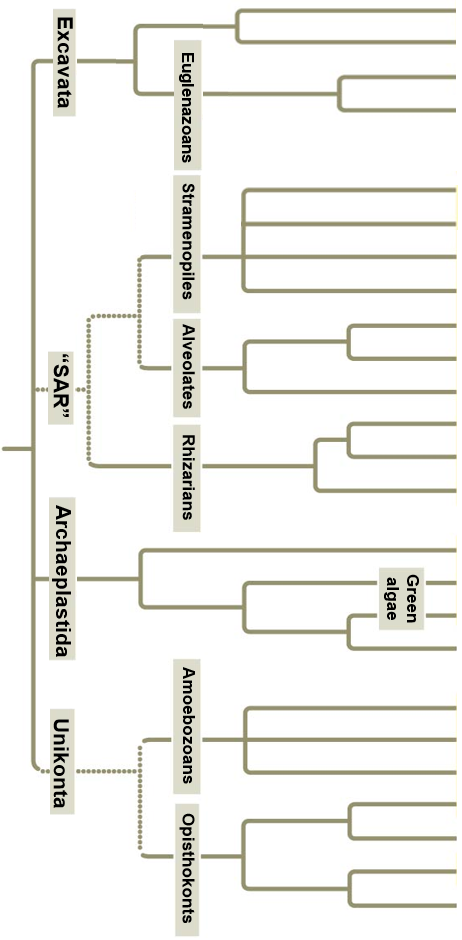 Excavata
Euglenazoans
Stramenopiles
Alveolates
"SAR"
Rhizarians
Archaeplastida
Green
algae
Amoebozoans
Unikonta
Opisthokonts